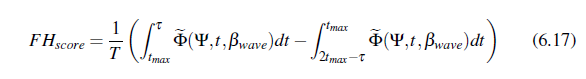 FH_{score} = \frac{1}{T} \left( \int_{t_{max}}^{\tau} \widetilde{\Phi}(\Psi,t,\beta_{wave})dt - \int_{2t_{max}-\tau}^{t_{max}} \widetilde{\Phi}(\Psi,t,\beta_{wave})dt \right) (6.17)